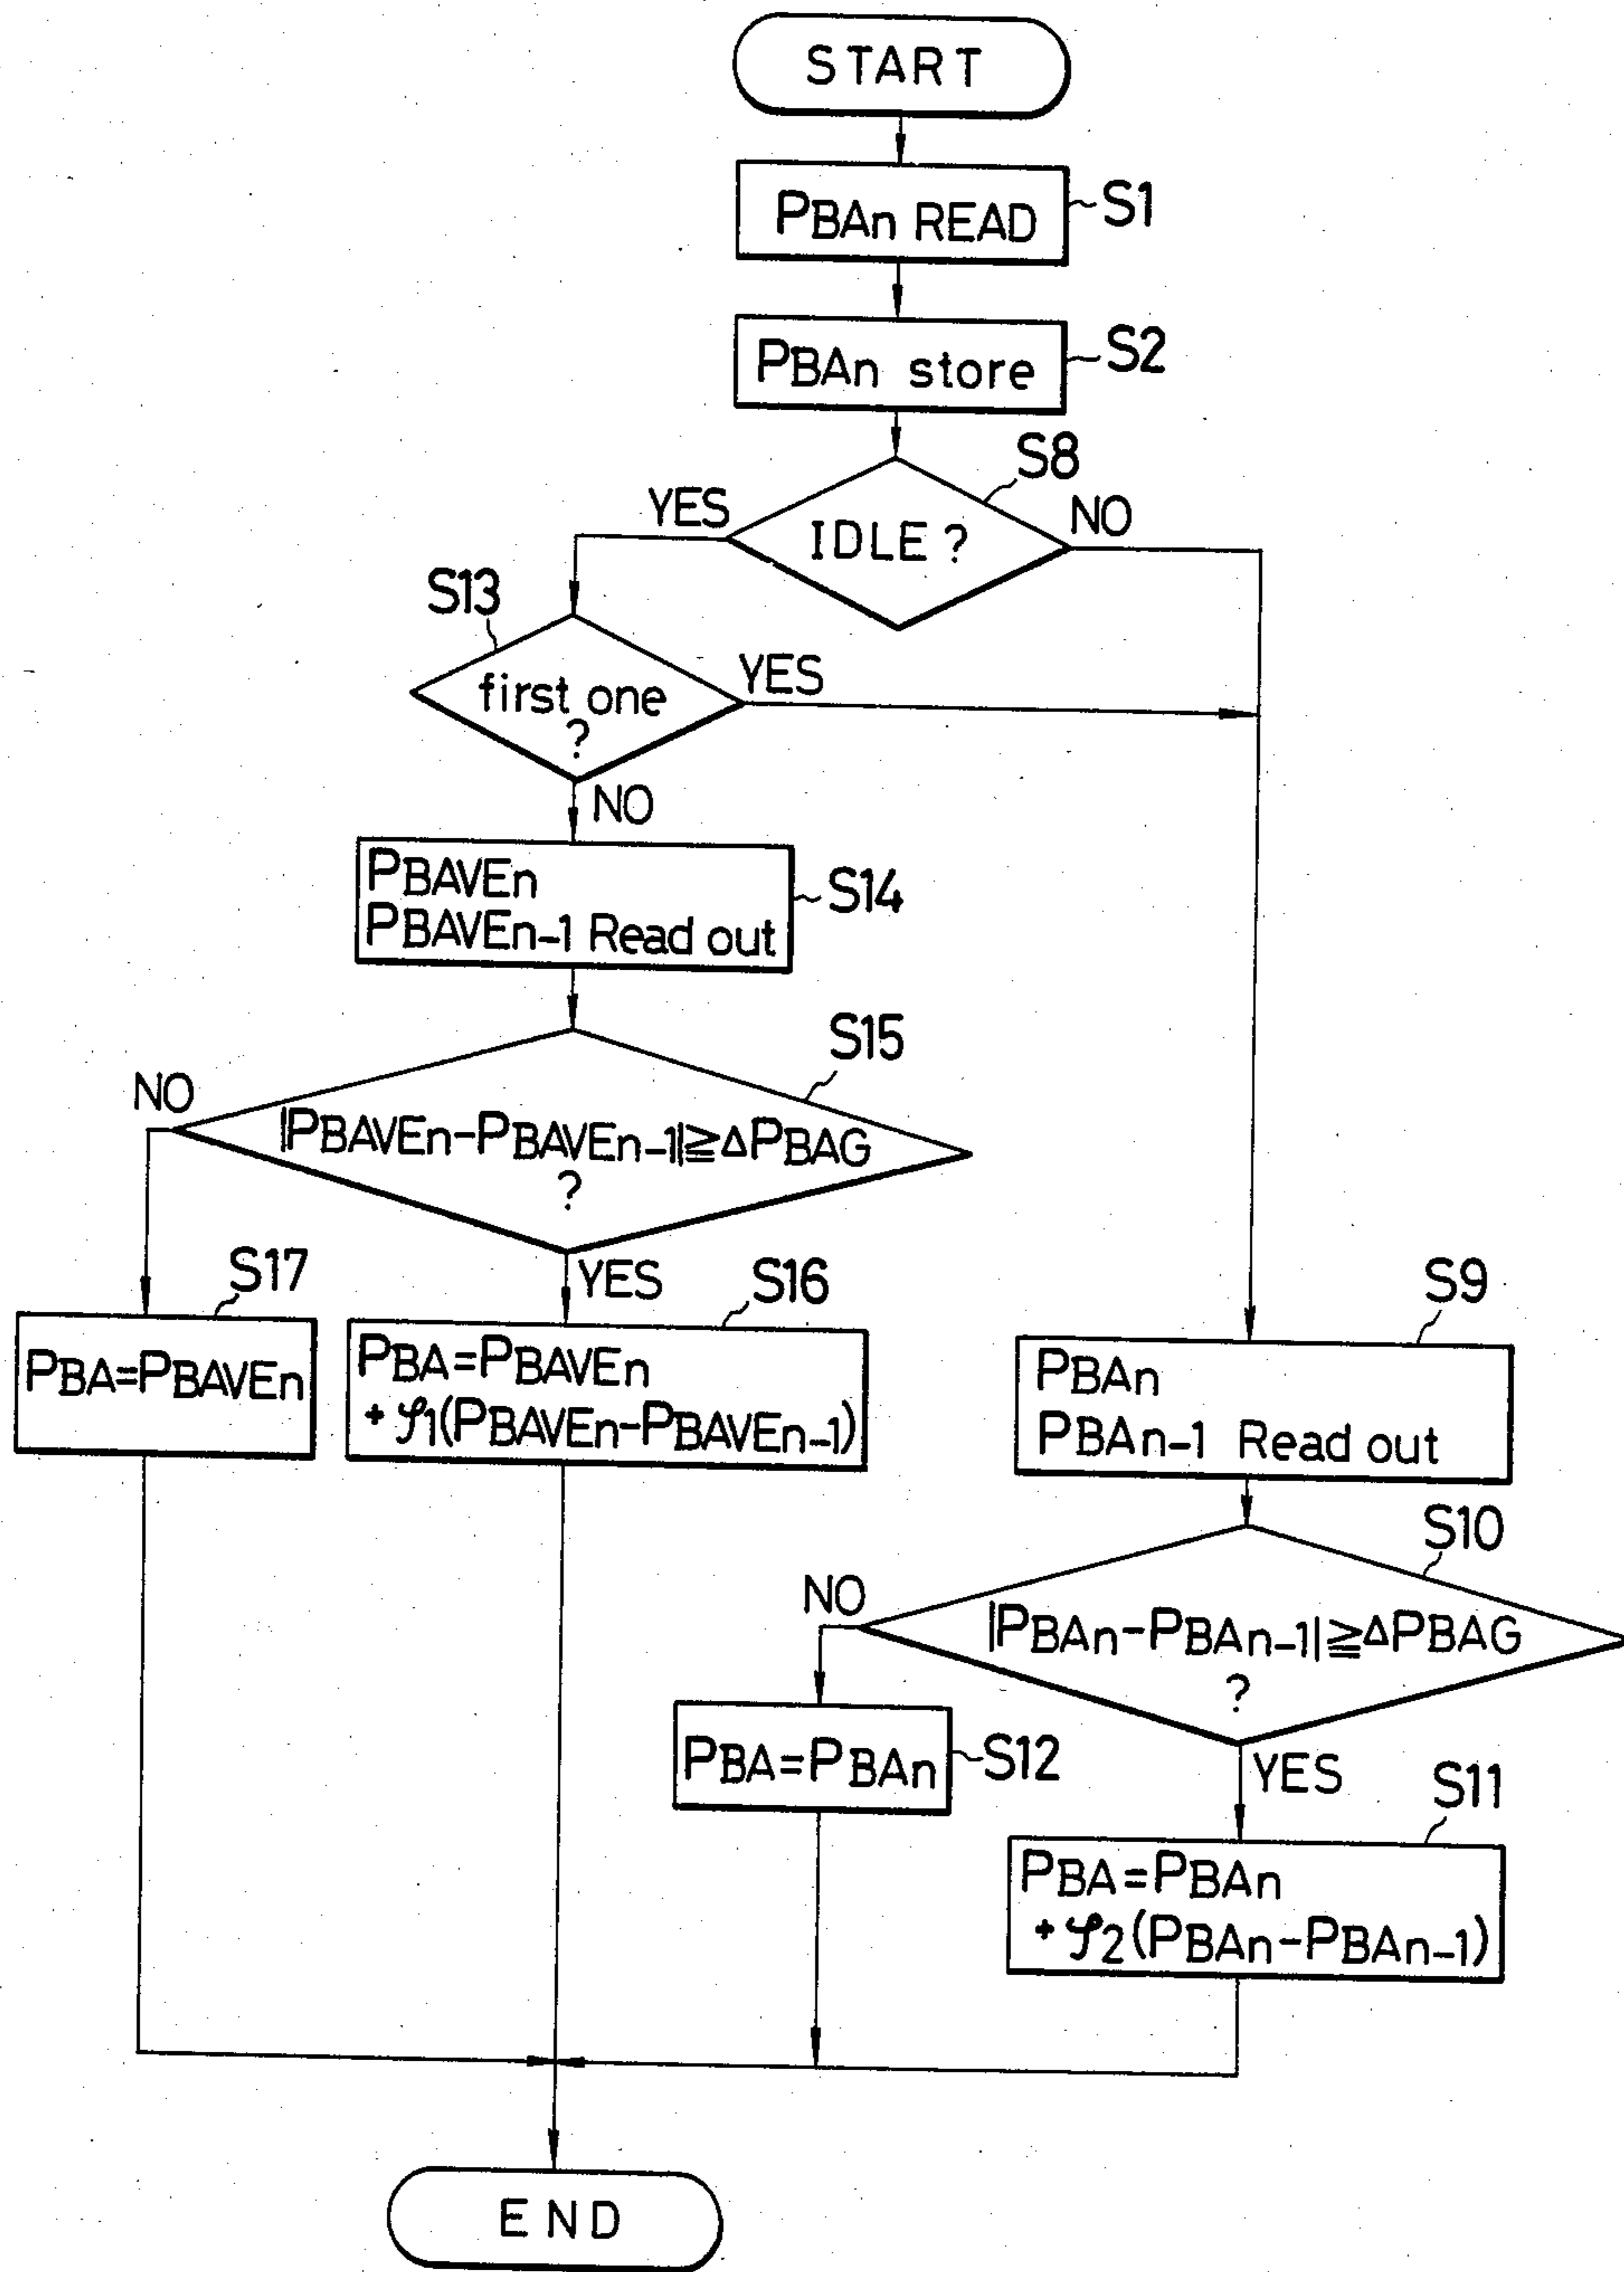 START
PBAn READ
S1
PBAn store
S2
S8
YES
IDLE ?
NO
S13
first one
?
YES
NO
PBAVEn
PBAVEn-1 Read out
S14
S15
NO
|PBAVEn-PBAVEn-1|≧ΔPBAG
?
YES
S17
PBA=PBAVEn
S16
PBA=PBAVEn
+ φ1(PBAVEn-PBAVEn-1)
S9
PBAn
PBAn-1 Read out
S10
NO
|PBAn-PBAn-1|≧ΔPBAG
?
YES
PBA=PBAn
S12
S11
PBA=PBAn
+ φ2(PBAn-PBAn-1)
END